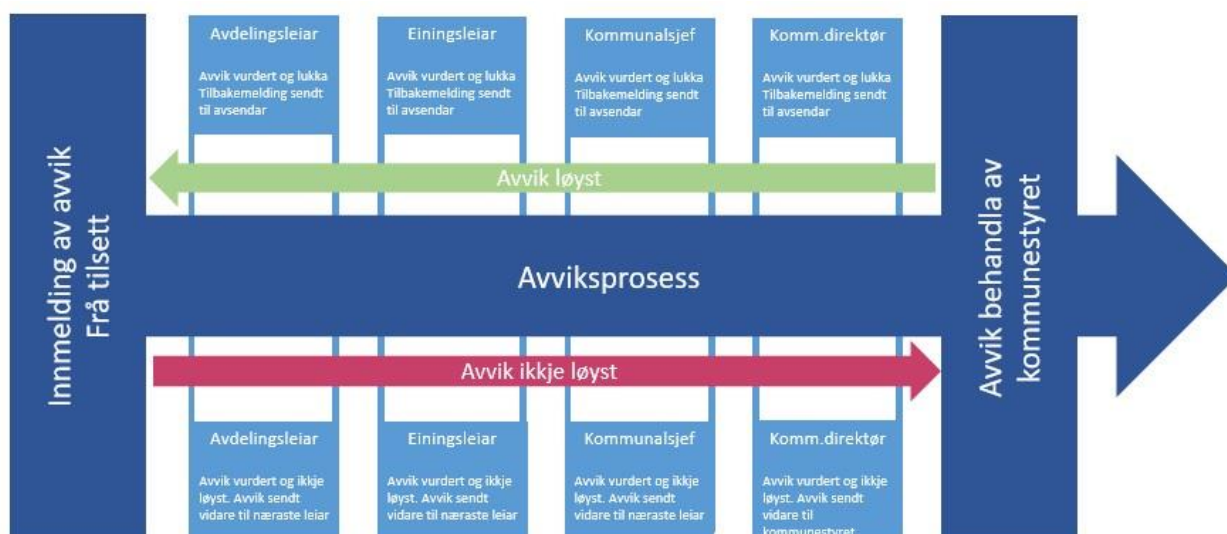 Innmelding av avvik
Frå tilsett
Avdelingsleiar
Avvik vurdert og lukka
Tilbakemelding sendt
til avsendar
Einingsleiar
Avvik vurdert og lukka
Tilbakemelding sendt
til avsendar
Kommunalsjef
Avvik vurdert og lukka
Tilbakemelding sendt
til avsendar
Komm.direktør
Avvik vurdert og lukka
Tilbakemelding sendt
til avsendar
Avvik løyst
Avviksprosess
Avvik ikkje løyst
Avdelingsleiar
Avvik vurdert og ikkje
løyst. Avvik sendt
vidare til næraste leiar
Einingsleiar
Avvik vurdert og ikkje
løyst. Avvik sendt
vidare til næraste leiar
Kommunalsjef
Avvik vurdert og ikkje
løyst. Avvik sendt
vidare til næraste leiar
Komm.direktør
Avvik vurdert og ikkje
løyst. Avvik sendt
vidare til
kommunestyret
Avvik behandla av
kommunestyret